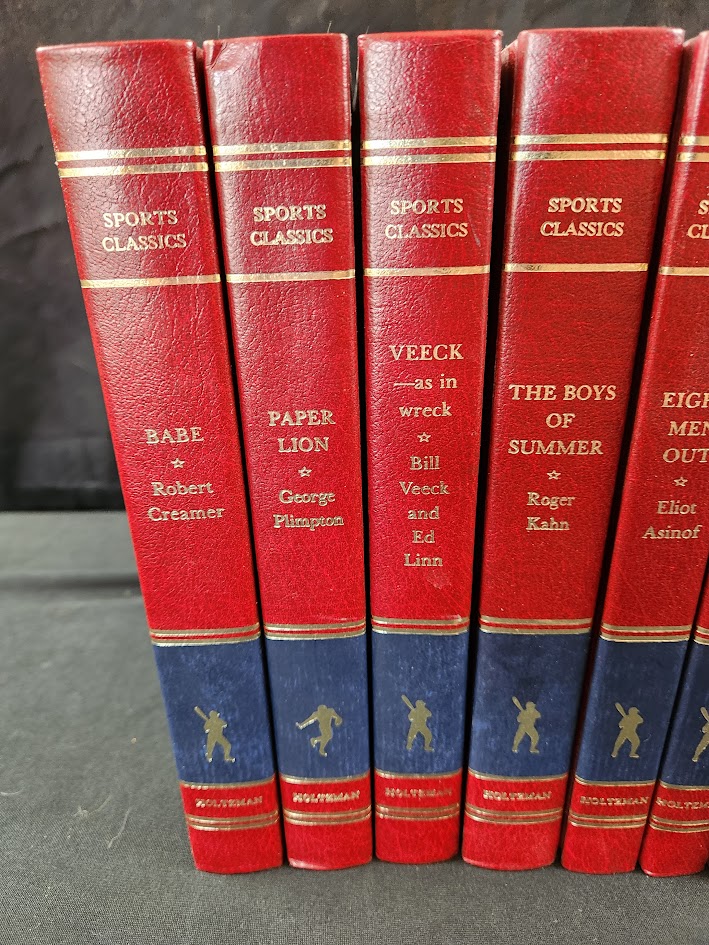 SPORTS
CLASSICS
BABE
Robert
Creamer
HOLTZMAN
SPORTS
CLASSICS
PAPER
LION
George
Plimpton
HOLTZMAN
SPORTS
CLASSICS
VEECK
—as in
wreck
Bill
Veeck
and
Ed
Linn
HOLTZMAN
SPORTS
CLASSICS
THE BOYS
OF
SUMMER
Roger
Kahn
HOLTZMAN
S
CL
EIGH
MEN
OUT
Eliot
Asinof
HOLTZMAN
HOLTZMAN